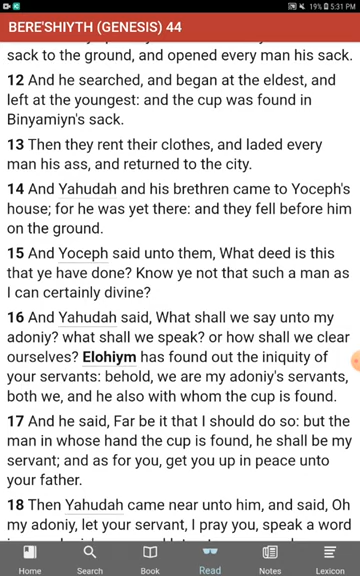 19% 5:31 PM
BERE'SHIYTH (GENESIS) 44
sack to the ground, and opened every man his sack.
12 And he searched, and began at the eldest, and
left at the youngest: and the cup was found in
Binyamiyn's sack.
13 Then they rent their clothes, and laded every
man his ass, and returned to the city.
14 And Yahudah and his brethren came to Yoceph's
house; for he was yet there: and they fell before him
on the ground.
15 And Yoceph said unto them, What deed is this
that ye have done? Know ye not that such a man as
I can certainly divine?
16 And Yahudah said, What shall we say unto my
adoniy? what shall we speak? or how shall we clear
ourselves? Elohiym has found out the iniquity of
your servants: behold, we are my adoniy's servants,
both we, and he also with whom the cup is found.
17 And he said, Far be it that I should do so: but the
man in whose hand the cup is found, he shall be my
servant; and as for you, get you up in peace unto
your father.
18 Then Yahudah came near unto him, and said, Oh
my adoniy, let your servant, I pray you, speak a word
Home Search Book Read Notes Lexicon